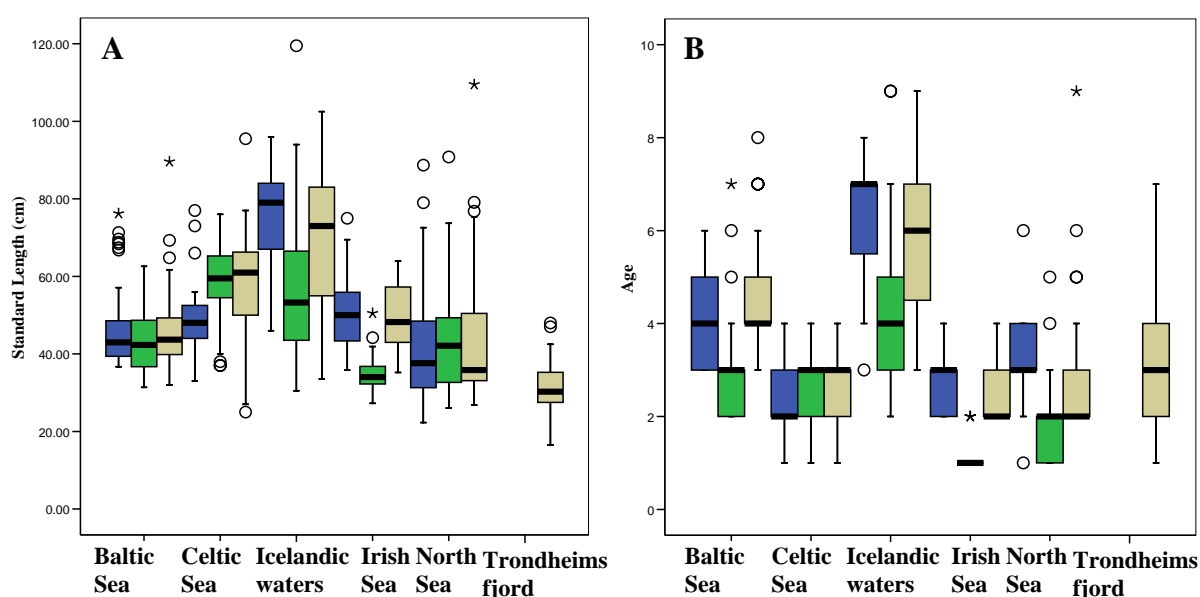 A
Standard Length (cm)
120.00
100.00
80.00
60.00
40.00
20.00
0.00
Baltic Sea
Celtic Sea
Icelandic waters
Irish Sea
North Sea
Trondheims fjord
B
Age
10
8
6
4
2
0
Baltic Sea
Celtic Sea
Icelandic waters
Irish Sea
North Sea
Trondheims fjord